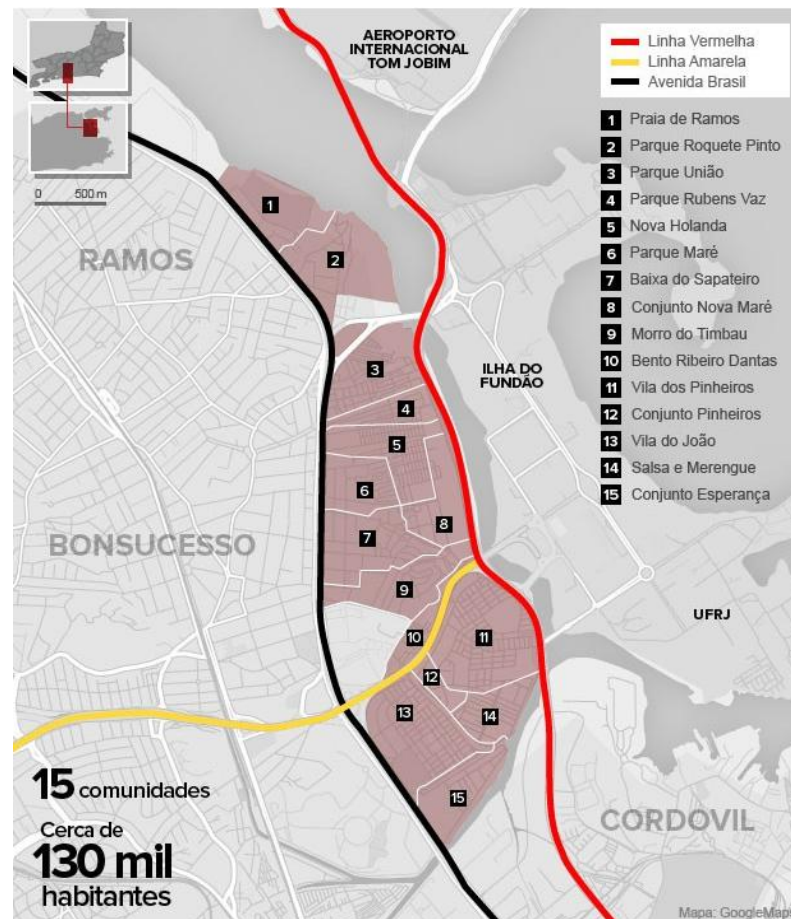 AEROPORTO
INTERNACIONAL
TOM JOBIM
Linha Vermelha
Linha Amarela
Avenida Brasil
0 500 m
1 Praia de Ramos
2 Parque Roquete Pinto
3 Parque União
4 Parque Rubens Vaz
5 Nova Holanda
6 Parque Maré
7 Baixa do Sapateiro
8 Conjunto Nova Maré
9 Morro do Timbau
10 Bento Ribeiro Dantas
11 Vila dos Pinheiros
12 Conjunto Pinheiros
13 Vila do João
14 Salsa e Merengue
15 Conjunto Esperança
1
2
RAMOS
3
ILHA DO
FUNDÃO
4
5
6
7
8
BONSUCESSO
9
10
11
UFRJ
12
13
14
15
15 comunidades
Cerca de
130 mil
habitantes
CORDOVIL
Mapa: GoogleMaps